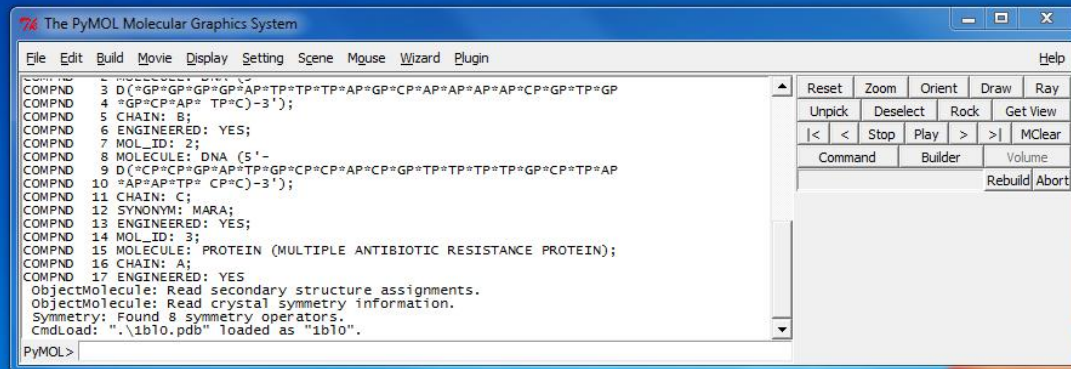 The PyMOL Molecular Graphics System
File Edit Build Movie Display Setting Scene Mouse Wizard Plugin Help
COMPND 2 MOLECULE: DNA (5'-
COMPND 3 D(*GP*GP*GP*GP*AP*TP*TP*TP*AP*GP*CP*AP*AP*AP*AP*CP*GP*TP*GP
COMPND 4 *GP*CP*AP* TP*C)-3');
COMPND 5 CHAIN: B;
COMPND 6 ENGINEERED: YES;
COMPND 7 MOL_ID: 2;
COMPND 8 MOLECULE: DNA (5'-
COMPND 9 D(*CP*CP*GP*AP*TP*GP*CP*CP*AP*CP*GP*TP*TP*TP*TP*GP*CP*TP*AP
COMPND 10 *AP*AP*TP* CP*C)-3');
COMPND 11 CHAIN: C;
COMPND 12 SYNONYM: MARA;
COMPND 13 ENGINEERED: YES;
COMPND 14 MOL_ID: 3;
COMPND 15 MOLECULE: PROTEIN (MULTIPLE ANTIBIOTIC RESISTANCE PROTEIN);
COMPND 16 CHAIN: A;
COMPND 17 ENGINEERED: YES
ObjectMolecule: Read secondary structure assignments.
ObjectMolecule: Read crystal symmetry information.
Symmetry: Found 8 symmetry operators.
CmdLoad: ".\1bl0.pdb" loaded as "1bl0".
PyMOL>
Reset Zoom Orient Draw Ray
Unpick Deselect Rock Get View
|< < Stop Play > >| MClear
Command Builder Volume
Rebuild Abort